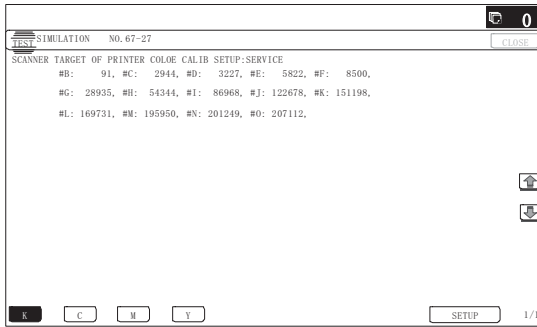 0
TEST SIMULATION NO.67-27
CLOSE
SCANNER TARGET OF PRINTER COLOE CALIB SETUP:SERVICE
#B: 91, #C: 2944, #D: 3227, #E: 5822, #F: 8500,
#G: 28935, #H: 54344, #I: 86968, #J: 122678, #K: 151198,
#L: 169731, #M: 195950, #N: 201249, #O: 207112,
K C M Y SETUP 1/1